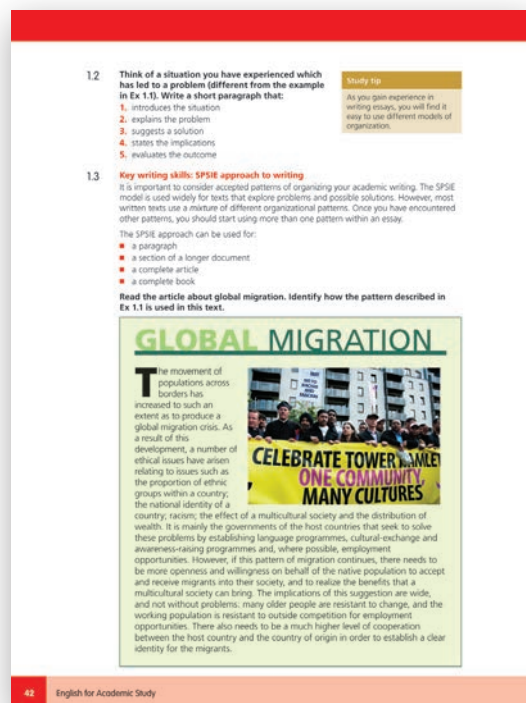 1.2 Think of a situation you have experienced which
has led to a problem (different from the example
in Ex 1.1). Write a short paragraph that:
1. introduces the situation
2. explains the problem
3. suggests a solution
4. states the implications
5. evaluates the outcome
Study tip
As you gain experience in
writing essays, you will find it
easy to use different models of
organization.
1.3 Key writing skills: SPSIE approach to writing
It is important to consider accepted patterns of organizing your academic writing. The SPSIE
model is used widely for texts that explore problems and possible solutions. However, most
written texts use a mixture of different organizational patterns. Once you have encountered
other patterns, you should start using more than one pattern within an essay.
The SPSIE approach can be used for:
■ a paragraph
■ a section of a longer document
■ a complete article
■ a complete book
Read the article about global migration. Identify how the pattern described in
Ex 1.1 is used in this text.
GLOBAL MIGRATION
The movement of
populations across
borders has
increased to such an
extent as to produce a
global migration crisis. As
a result of this
development, a number of
ethical issues have arisen
relating to issues such as
the proportion of ethnic
groups within a country;
the national identity of a
country; racism; the effect of a multicultural society and the distribution of
wealth. It is mainly the governments of the host countries that seek to solve
these problems by establishing language programmes, cultural-exchange and
awareness-raising programmes and, where possible, employment
opportunities. However, if this pattern of migration continues, there needs to
be more openness and willingness on behalf of the native population to accept
and receive migrants into their society, and to realize the benefits that a
multicultural society can bring. The implications of this suggestion are wide,
and not without problems: many older people are resistant to change, and the
working population is resistant to outside competition for employment
opportunities. There also needs to be a much higher level of cooperation
between the host country and the country of origin in order to establish a clear
identity for the migrants.
CELEBRATE TOWER HAMLET
ONE COMMUNITY
MANY CULTURES
42 English for Academic Study